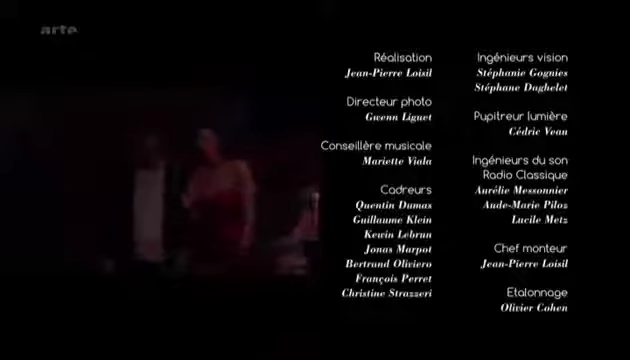 arte
Réalisation
Jean-Pierre Loisil
Directeur photo
Gwenn Liguet
Conseillère musicale
Mariette Viala
Cadreurs
Quentin Dumas
Guillaume Klein
Kewin Lebrun
Jonas Marpot
Bertrand Oliviero
François Perret
Christine Strazzeri
Ingénieurs vision
Stéphanie Gognies
Stéphane Daghelet
Pupitreur lumière
Cédric Veau
Ingénieurs du son
Radio Classique
Aurélie Messonnier
Aude-Marie Piloz
Lucile Metz
Chef monteur
Jean-Pierre Loisil
Etalonnage
Olivier Cohen